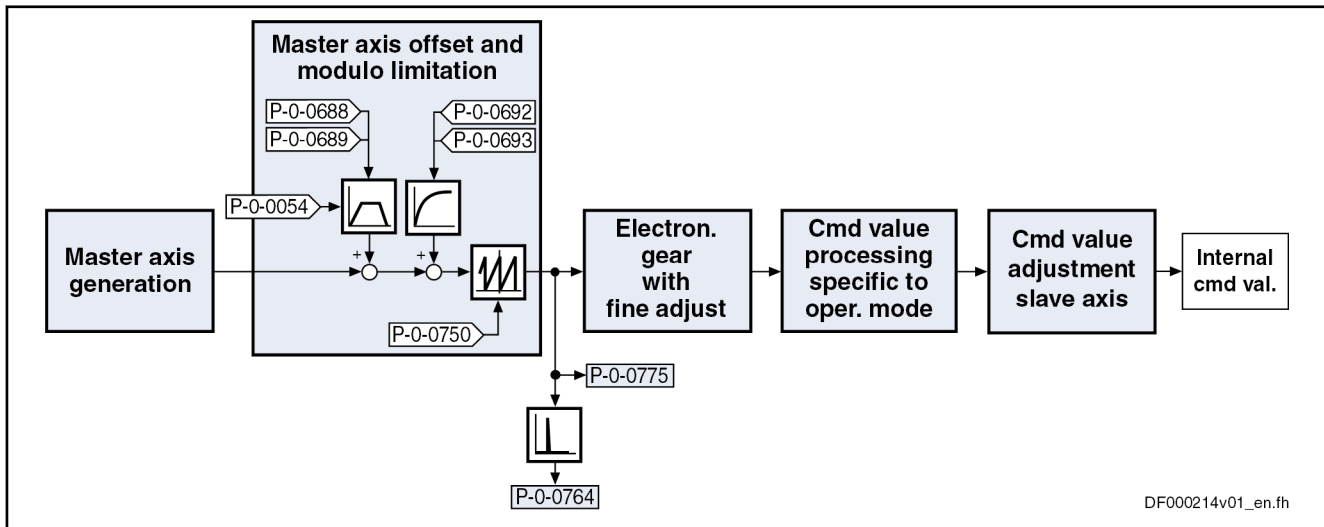 Master axis offset and
modulo limitation
P-0-0688
P-0-0689
P-0-0692
P-0-0693
P-0-0054
Master axis
generation
+
+
P-0-0750
Electron.
gear
with
fine adjust
Cmd value
processing
specific to
oper. mode
Cmd value
adjustment
slave axis
Internal
cmd val.
P-0-0775
P-0-0764
DF000214v01_en.fh